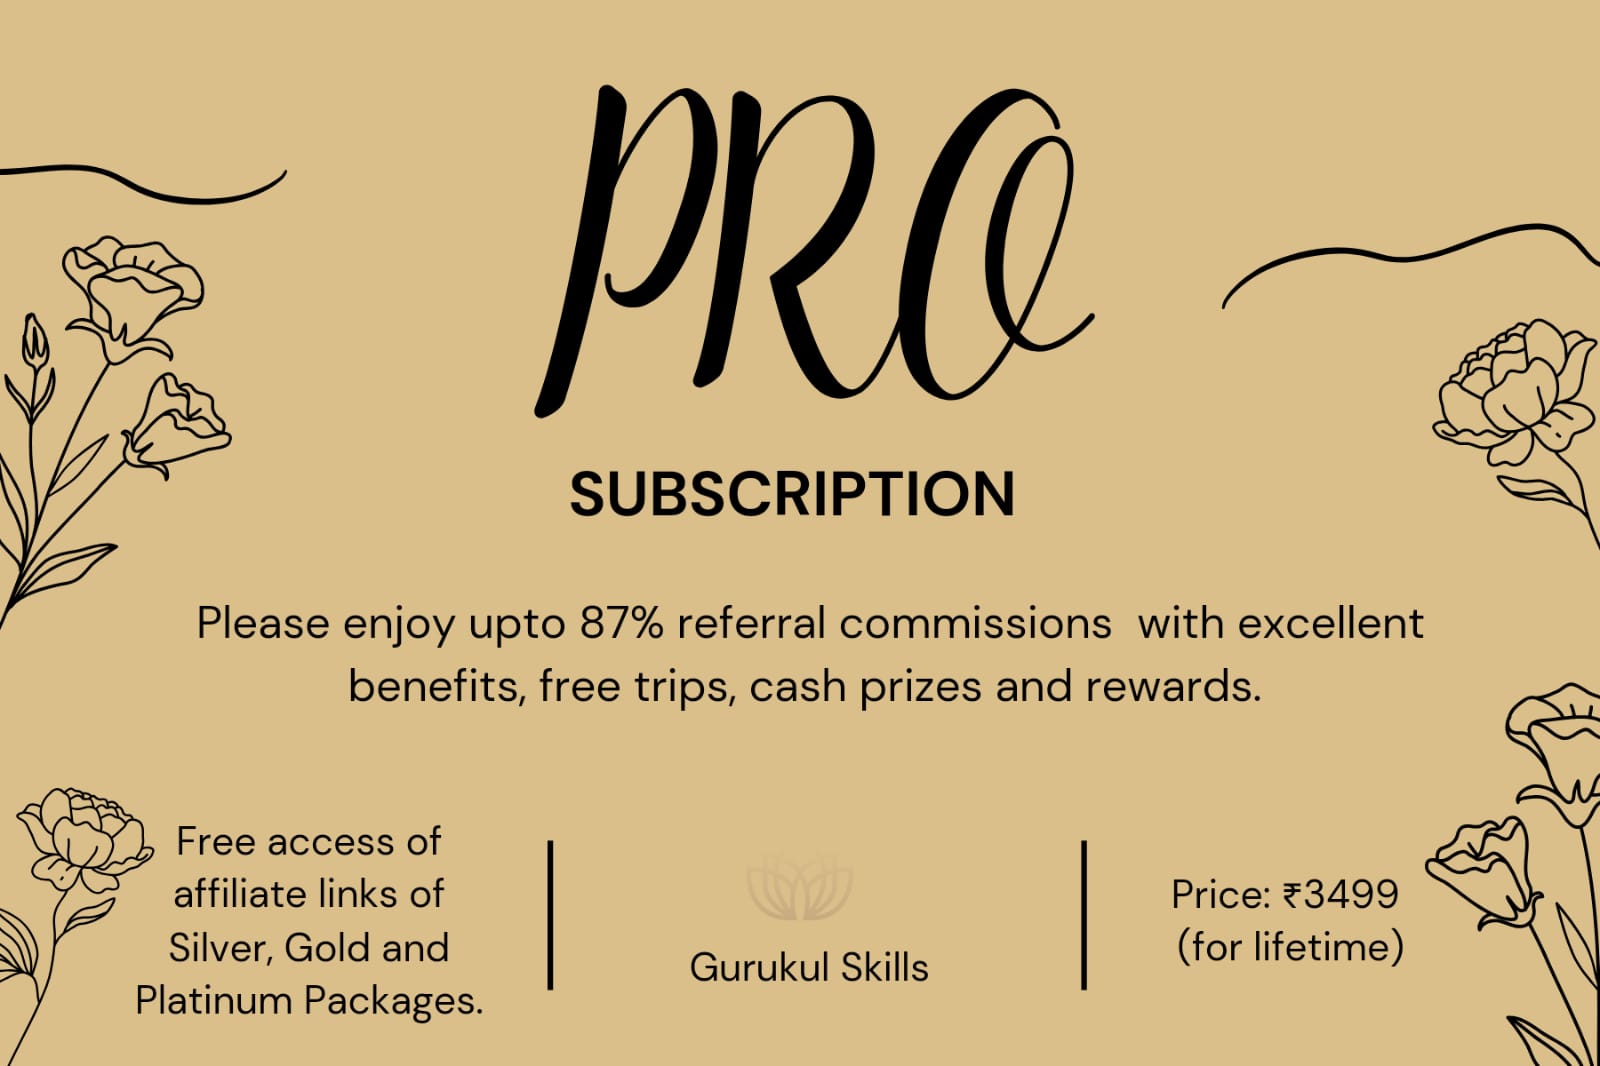 PRO
SUBSCRIPTION
Please enjoy upto 87% referral commissions with excellent
benefits, free trips, cash prizes and rewards.
Free access of
affiliate links of
Silver, Gold and
Platinum Packages.
Gurukul Skills
Price: ₹3499
(for lifetime)